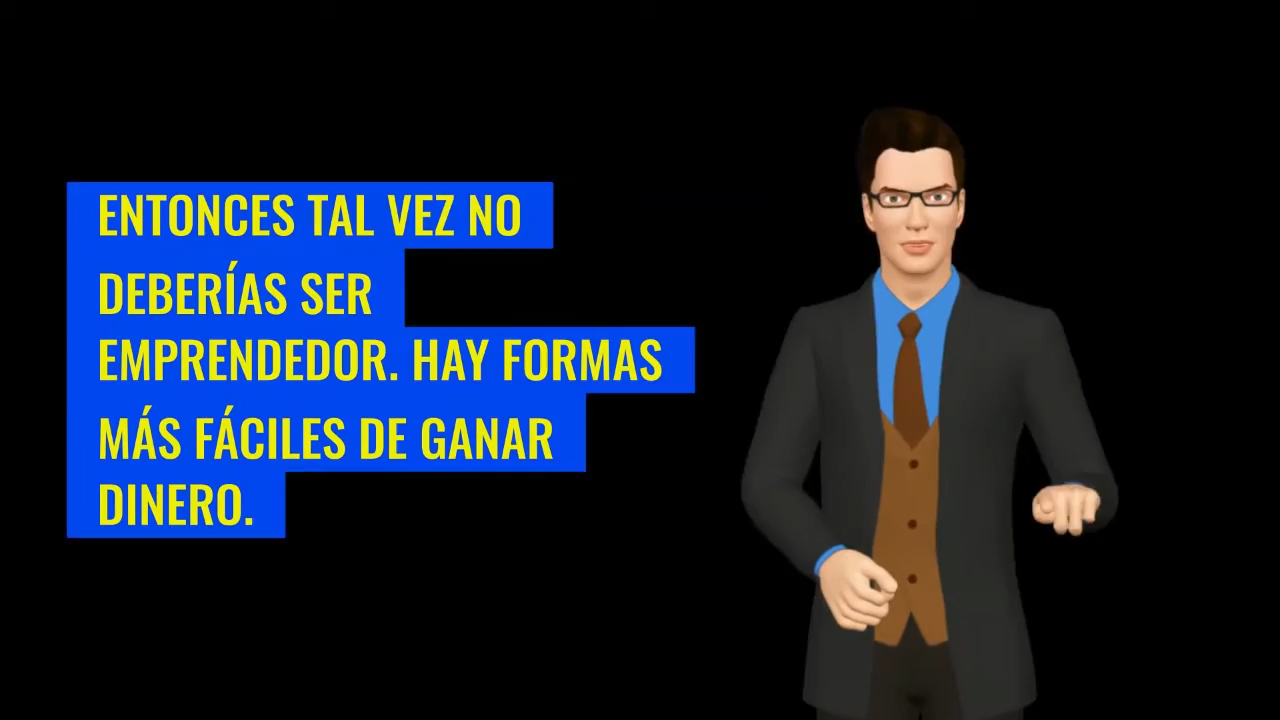 ENTONCES TAL VEZ NO
DEBERÍAS SER
EMPRENDEDOR. HAY FORMAS
MÁS FÁCILES DE GANAR
DINERO.